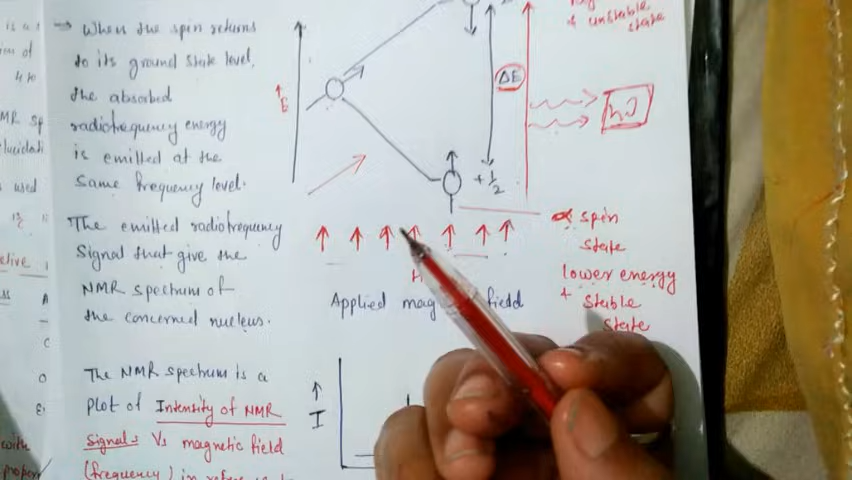 → When the spin returns
to its ground state level,
the absorbed
radiofrequency energy
is emitted at the
same frequency level.
The emitted radiofrequency
signal that give the
NMR spectrum of
the concerned nucleus.
The NMR spectrum is a
Plot of Intensity of NMR
Signals Vs magnetic field
(frequency) in
↑
E
ΔE
hν
+ unstable
state
+ 1/2
α spin
state
lower energy
+ stable
state
H
Applied mag field
↑
I